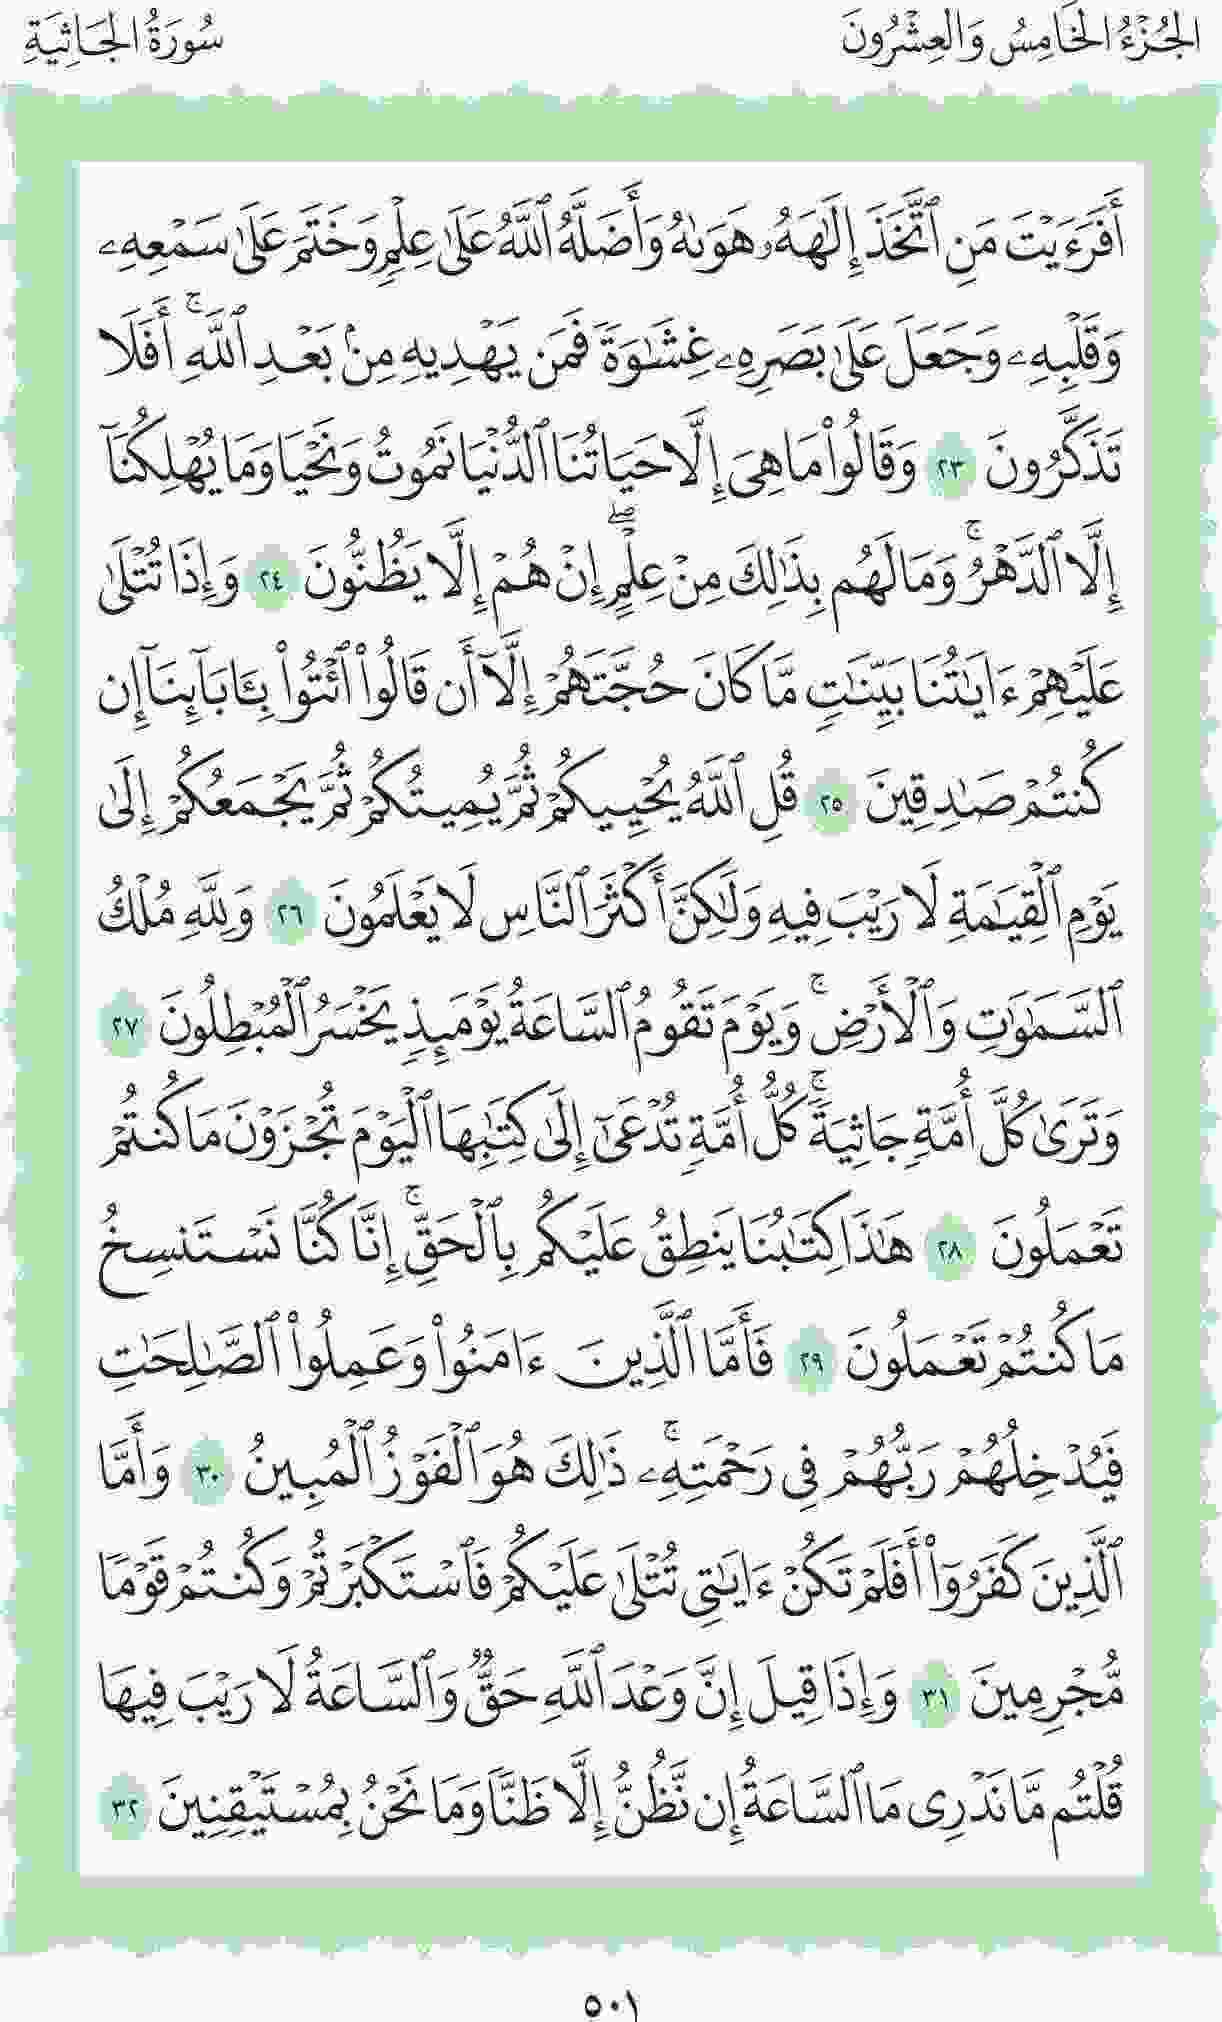 الجُزْءُ الخَامِسُ وَالعِشْرُونَ سُورَةُ الجَاثِيَةِ
أَفَرَءَيْتَ مَنِ ٱتَّخَذَ إِلَٰهَهُۥ هَوَىٰهُ وَأَضَلَّهُ ٱللَّهُ عَلَىٰ عِلْمٍ وَخَتَمَ عَلَىٰ سَمْعِهِۦ
وَقَلْبِهِۦ وَجَعَلَ عَلَىٰ بَصَرِهِۦ غِشَٰوَةً فَمَن يَهْدِيهِ مِنۢ بَعْدِ ٱللَّهِۚ أَفَلَا
تَذَكَّرُونَ ٢٣ وَقَالُوا۟ مَا هِىَ إِلَّا حَيَاتُنَا ٱلدُّنْيَا نَمُوتُ وَنَحْيَا وَمَا يُهْلِكُنَآ
إِلَّا ٱلدَّهْرُۚ وَمَا لَهُم بِذَٰلِكَ مِنْ عِلْمٍۖ إِنْ هُمْ إِلَّا يَظُنُّونَ ٢٤ وَإِذَا تُتْلَىٰ
عَلَيْهِمْ ءَايَٰتُنَا بَيِّنَٰتٍ مَّا كَانَ حُجَّتَهُمْ إِلَّآ أَن قَالُوا۟ ٱئْتُوا۟ بِـَٔابَآئِنَآ إِن
كُنتُمْ صَٰدِقِينَ ٢٥ قُلِ ٱللَّهُ يُحْيِيكُمْ ثُمَّ يُمِيتُكُمْ ثُمَّ يَجْمَعُكُمْ إِلَىٰ
يَوْمِ ٱلْقِيَٰمَةِ لَا رَيْبَ فِيهِ وَلَٰكِنَّ أَكْثَرَ ٱلنَّاسِ لَا يَعْلَمُونَ ٢٦ وَلِلَّهِ مُلْكُ
ٱلسَّمَٰوَٰتِ وَٱلْأَرْضِۚ وَيَوْمَ تَقُومُ ٱلسَّاعَةُ يَوْمَئِذٍ يَخْسَرُ ٱلْمُبْطِلُونَ ٢٧
وَتَرَىٰ كُلَّ أُمَّةٍ جَاثِيَةًۚ كُلُّ أُمَّةٍ تُدْعَىٰٓ إِلَىٰ كِتَٰبِهَا ٱلْيَوْمَ تُجْزَوْنَ مَا كُنتُمْ
تَعْمَلُونَ ٢٨ هَٰذَا كِتَٰبُنَا يَنطِقُ عَلَيْكُم بِٱلْحَقِّۚ إِنَّا كُنَّا نَسْتَنسِخُ
مَا كُنتُمْ تَعْمَلُونَ ٢٩ فَأَمَّا ٱلَّذِينَ ءَامَنُوا۟ وَعَمِلُوا۟ ٱلصَّٰلِحَٰتِ
فَيُدْخِلُهُمْ رَبُّهُمْ فِى رَحْمَتِهِۦۚ ذَٰلِكَ هُوَ ٱلْفَوْزُ ٱلْمُبِينُ ٣٠ وَأَمَّا
ٱلَّذِينَ كَفَرُوٓا۟ أَفَلَمْ تَكُنْ ءَايَٰتِى تُتْلَىٰ عَلَيْكُمْ فَٱسْتَكْبَرْتُمْ وَكُنتُمْ قَوْمًا
مُّجْرِمِينَ ٣١ وَإِذَا قِيلَ إِنَّ وَعْدَ ٱللَّهِ حَقٌّ وَٱلسَّاعَةُ لَا رَيْبَ فِيهَا
قُلْتُم مَّا نَدْرِى مَا ٱلسَّاعَةُ إِن نَّظُنُّ إِلَّا ظَنًّا وَمَا نَحْنُ بِمُسْتَيْقِنِينَ ٣٢
٥٠١